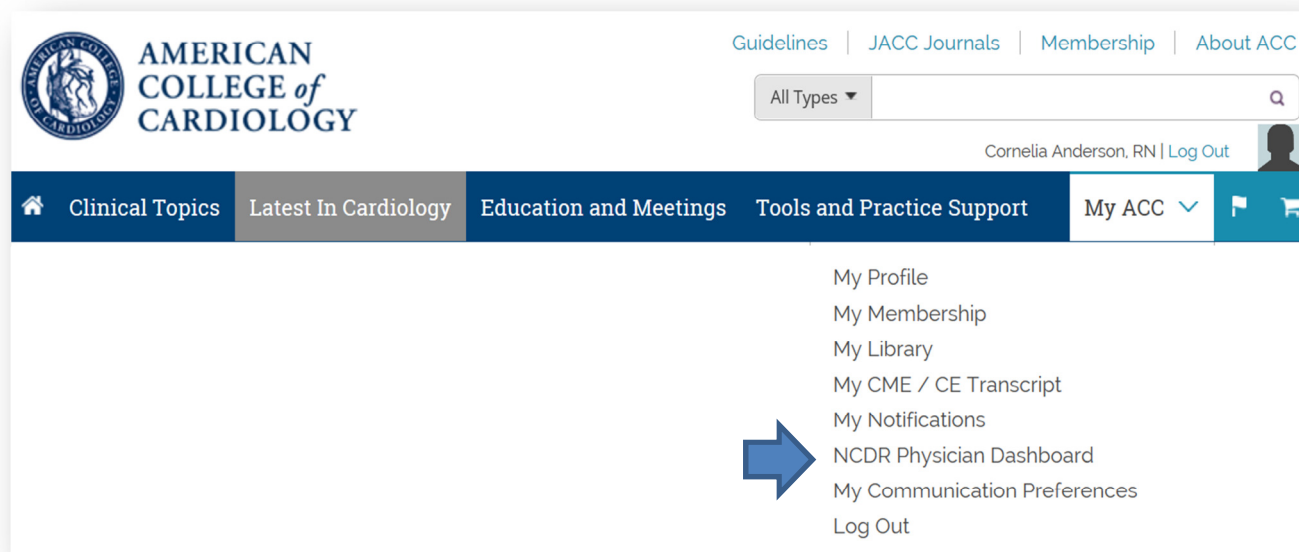 AMERICAN
COLLEGE of
CARDIOLOGY
Guidelines | JACC Journals | Membership | About ACC
All Types
Cornelia Anderson, RN | Log Out
Clinical Topics Latest In Cardiology Education and Meetings Tools and Practice Support My ACC
My Profile
My Membership
My Library
My CME / CE Transcript
My Notifications
NCDR Physician Dashboard
My Communication Preferences
Log Out